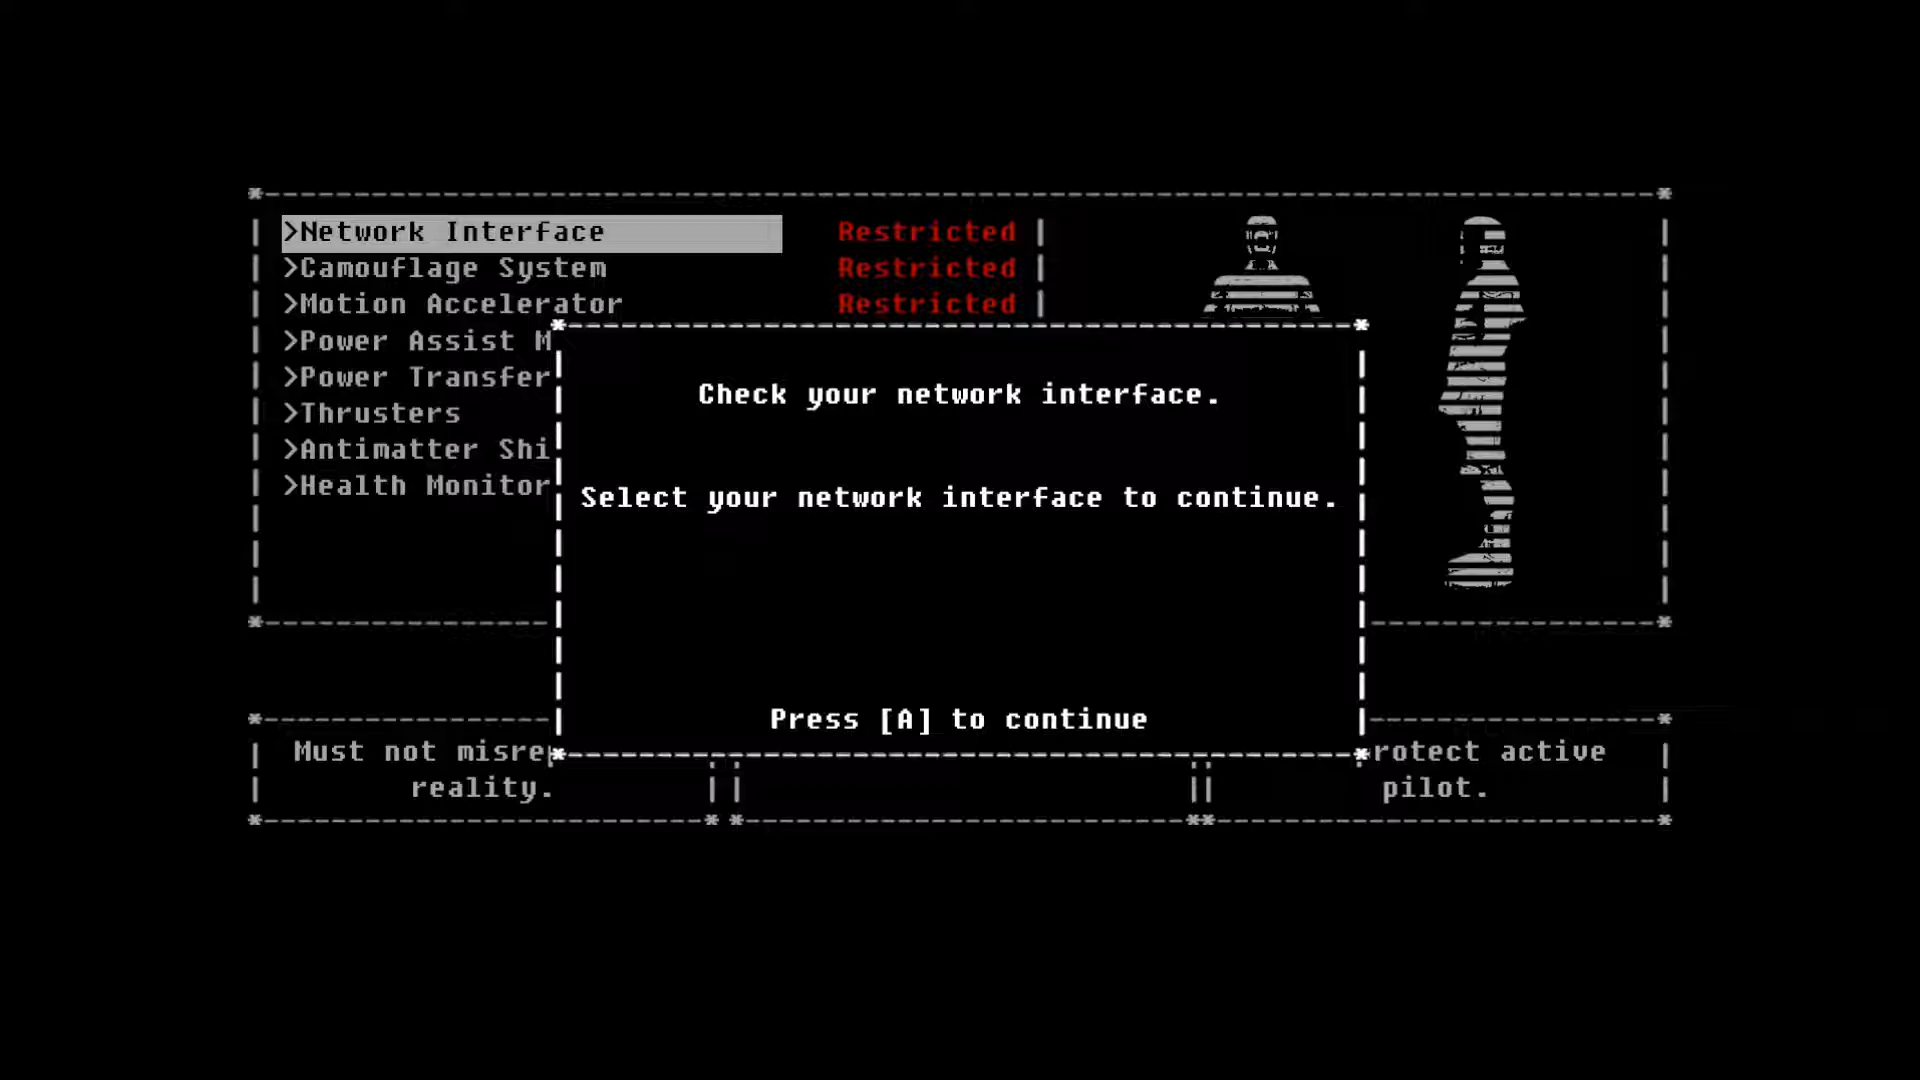 >Network Interface Restricted
>Camouflage System Restricted
>Motion Accelerator Restricted
>Power Assist M
>Power Transfer
>Thrusters
>Antimatter Shi
>Health Monitor
Check your network interface.
Select your network interface to continue.
Press [A] to continue
Must not misre
reality.
rotect active
pilot.